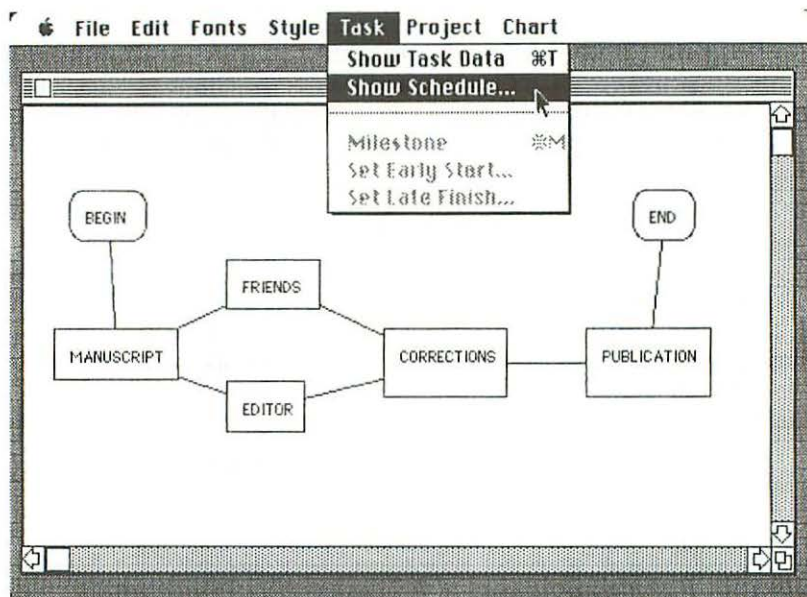 File Edit Fonts Style Task Project Chart
Show Task Data ⌘T
Show Schedule...
Milestone ⌘M
Set Early Start...
Set Late Finish...
BEGIN
END
FRIENDS
MANUSCRIPT
CORRECTIONS
PUBLICATION
EDITOR